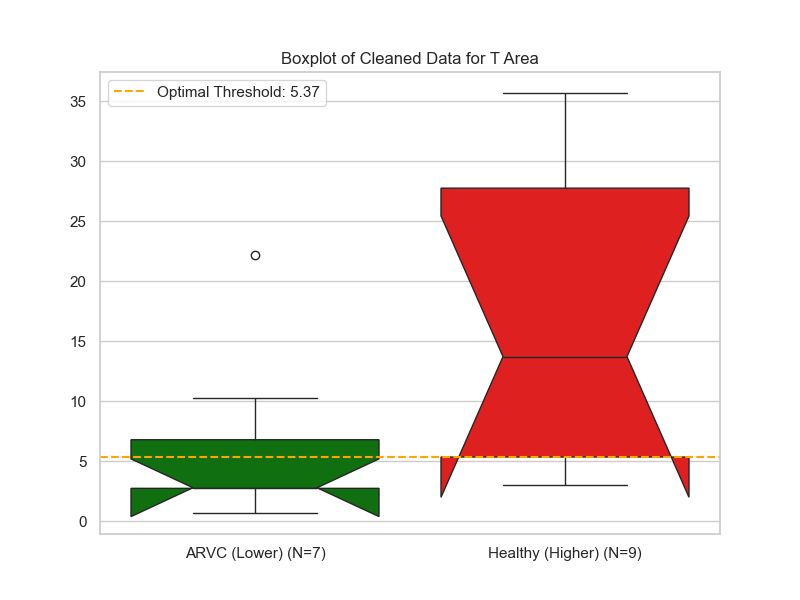 Boxplot of Cleaned Data for T Area
Optimal Threshold: 5.37
35
30
25
20
15
10
5
0
ARVC (Lower) (N=7)
Healthy (Higher) (N=9)